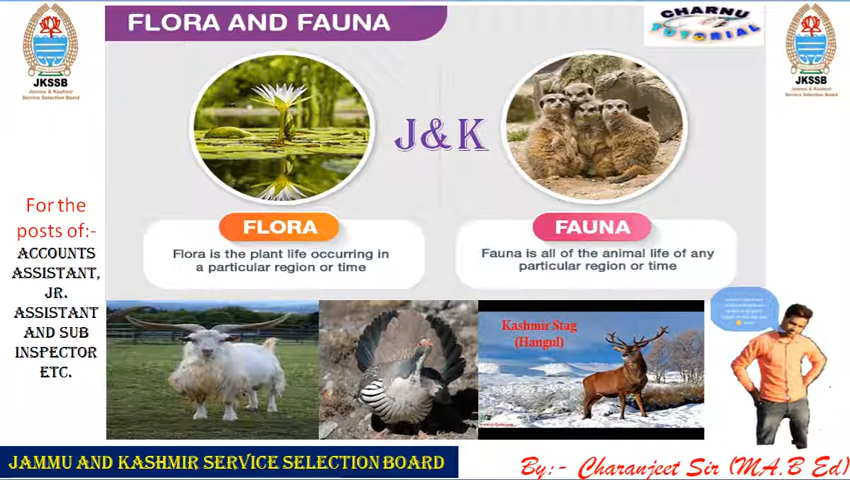 FLORA AND FAUNA
CHARNU
TUTORIAL
JKSSB
Jammu & Kashmir
Service Selection Board
JKSSB
Jammu & Kashmir
Service Selection Board
J&K
For the
posts of:-
ACCOUNTS
ASSISTANT,
JR.
ASSISTANT
AND SUB
INSPECTOR
ETC.
FLORA
Flora is the plant life occurring in
a particular region or time
FAUNA
Fauna is all of the animal life of any
particular region or time
Kashmir Stag
(Hangul)
JAMMU AND KASHMIR SERVICE SELECTION BOARD
By:- Charanjeet Sir (M.A.B Ed)